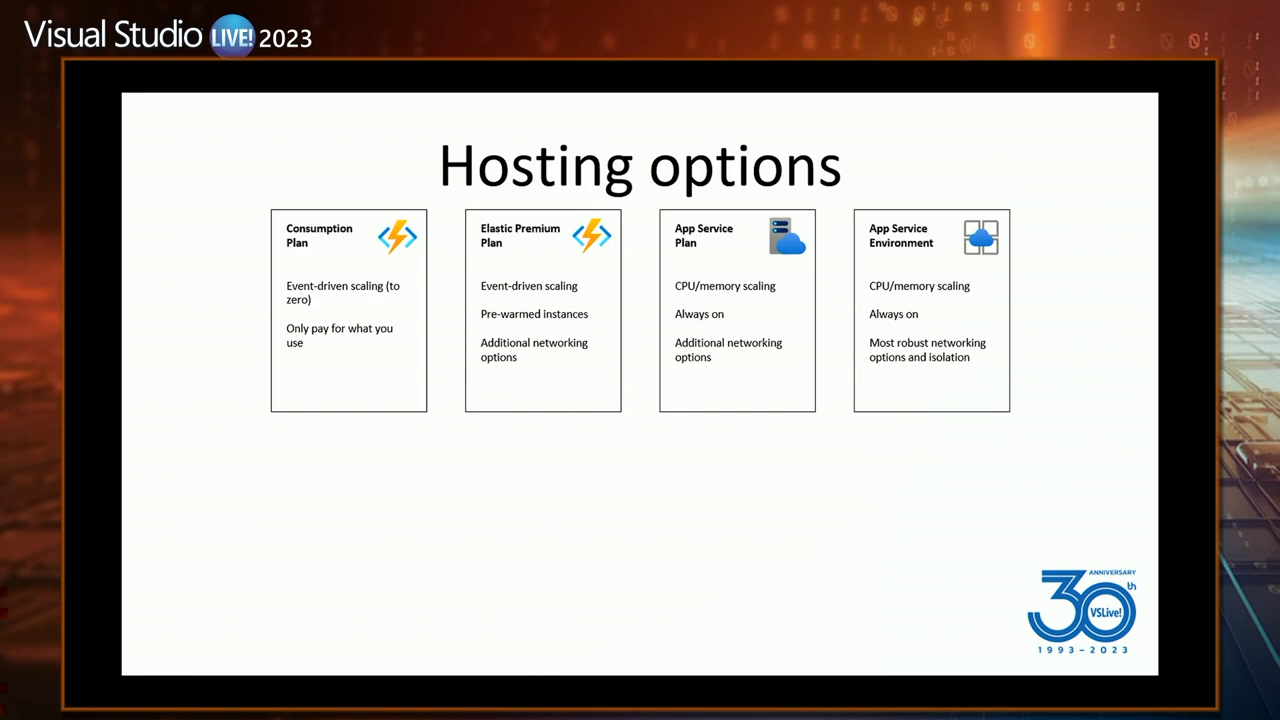 Visual Studio LIVE! 2023
Hosting options
Consumption
Plan
Event-driven scaling (to
zero)
Only pay for what you
use
Elastic Premium
Plan
Event-driven scaling
Pre-warmed instances
Additional networking
options
App Service
Plan
CPU/memory scaling
Always on
Additional networking
options
App Service
Environment
CPU/memory scaling
Always on
Most robust networking
options and isolation
30th
ANNIVERSARY
VSLive!
1993-2023